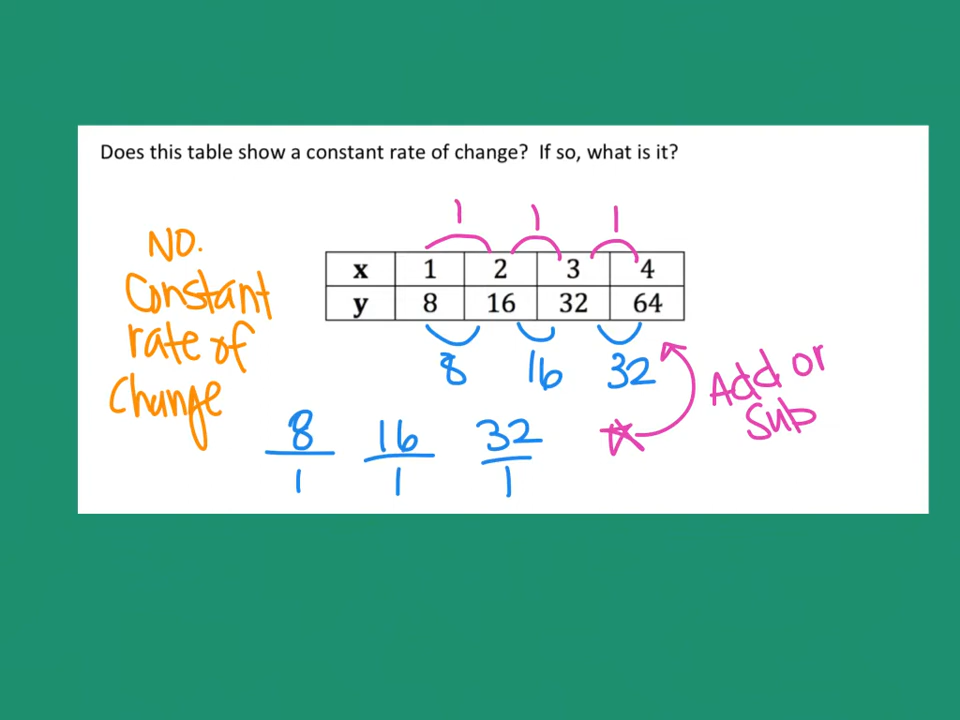 Does this table show a constant rate of change? If so, what is it?
1 1 1
x 1 2 3 4
y 8 16 32 64
8 16 32
NO.
Constant
rate of
Change
Add or
Sub
8 16 32
1 1 1